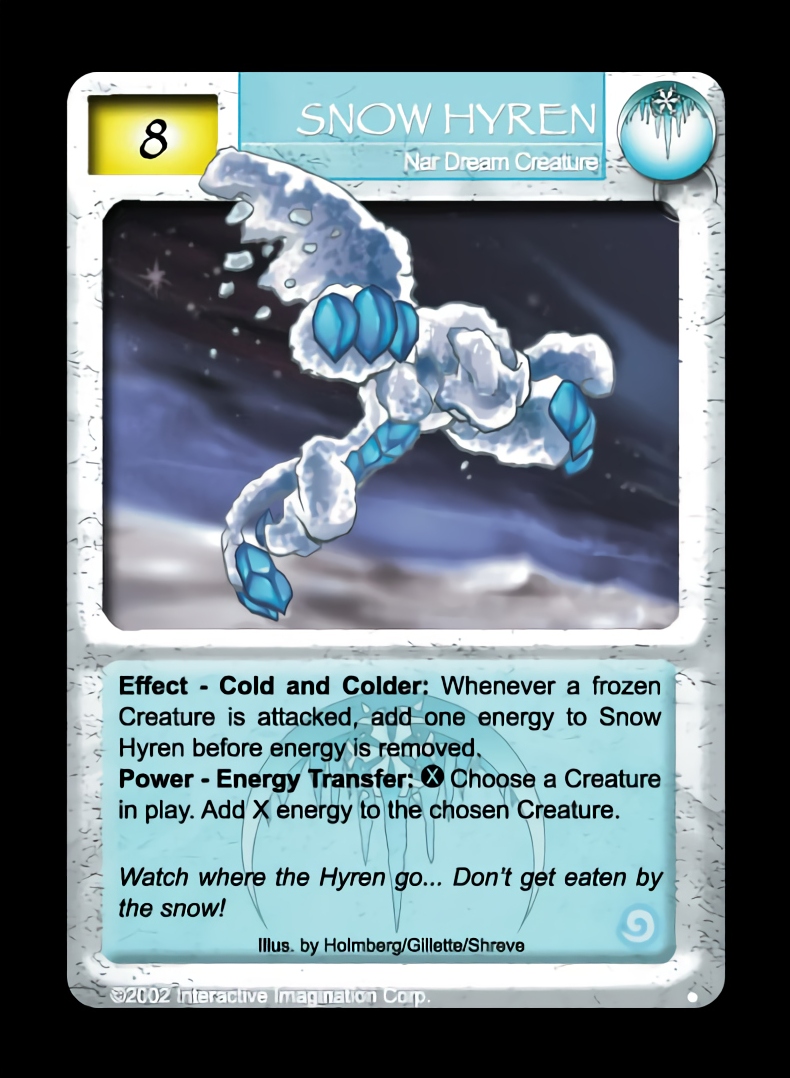 8
SNOW HYREN
Nar Dream Creature
Effect - Cold and Colder: Whenever a frozen
Creature is attacked, add one energy to Snow
Hyren before energy is removed.
Power - Energy Transfer: X Choose a Creature
in play. Add X energy to the chosen Creature.
Watch where the Hyren go... Don't get eaten by
the snow!
Illus. by Holmberg/Gillette/Shreve
©2002 Interactive Imagination Corp.